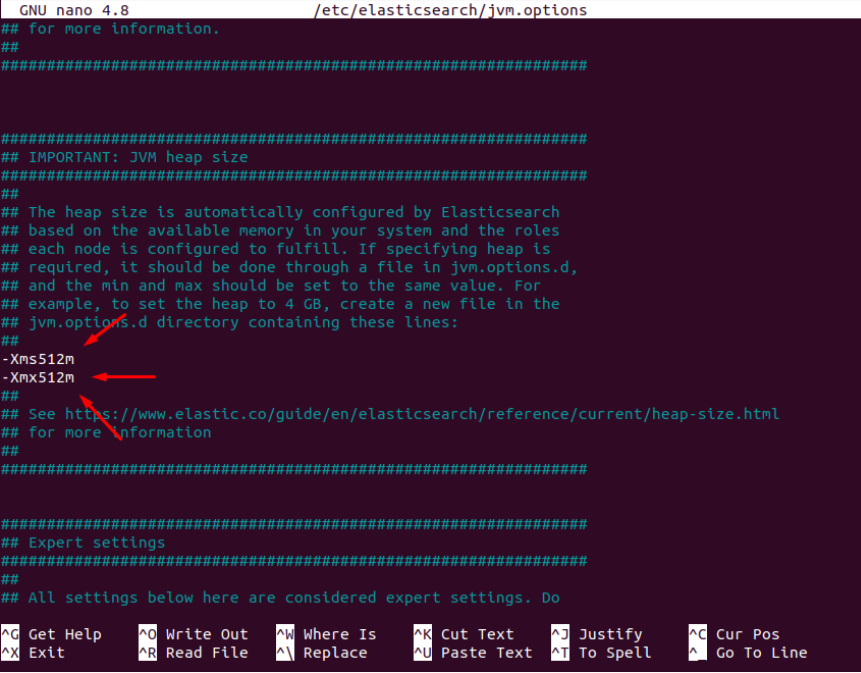 GNU nano 4.8 /etc/elasticsearch/jvm.options
## for more information.
##
################################################################
################################################################
## IMPORTANT: JVM heap size
################################################################
##
## The heap size is automatically configured by Elasticsearch
## based on the available memory in your system and the roles
## each node is configured to fulfill. If specifying heap is
## required, it should be done through a file in jvm.options.d,
## and the min and max should be set to the same value. For
## example, to set the heap to 4 GB, create a new file in the
## jvm.options.d directory containing these lines:
##
-Xms512m
-Xmx512m
##
## See https://www.elastic.co/guide/en/elasticsearch/reference/current/heap-size.html
## for more information
##
################################################################
################################################################
## Expert settings
################################################################
##
## All settings below here are considered expert settings. Do
^G Get Help ^O Write Out ^W Where Is ^K Cut Text ^J Justify ^C Cur Pos
^X Exit ^R Read File ^\ Replace ^U Paste Text ^T To Spell ^_ Go To Line